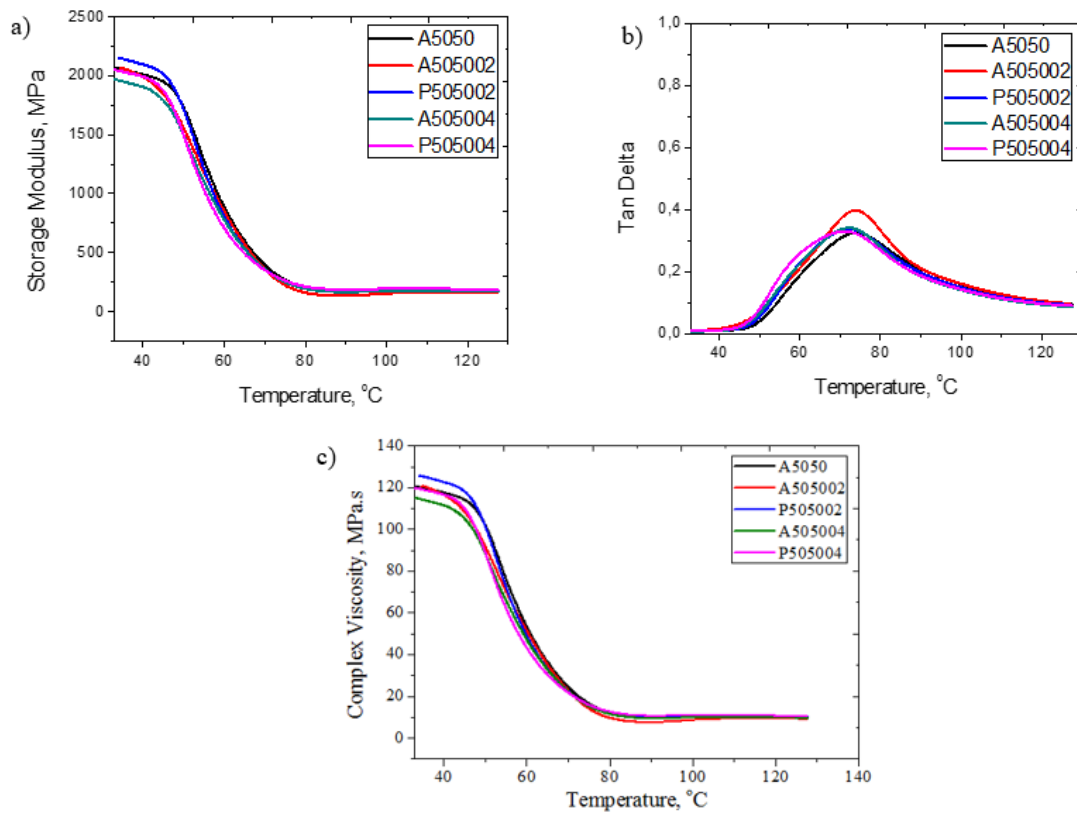 a)
Storage Modulus, MPa
2500
2000
1500
1000
500
0
40
60
80
100
120
Temperature, °C
A5050
A505002
P505002
A505004
P505004
b)
Tan Delta
1,0
0,8
0,6
0,4
0,2
0,0
40
60
80
100
120
Temperature, °C
A5050
A505002
P505002
A505004
P505004
c)
Complex Viscosity, MPa.s
140
120
100
80
60
40
20
0
40
60
80
100
120
140
Temperature, °C
A5050
A505002
P505002
A505004
P505004